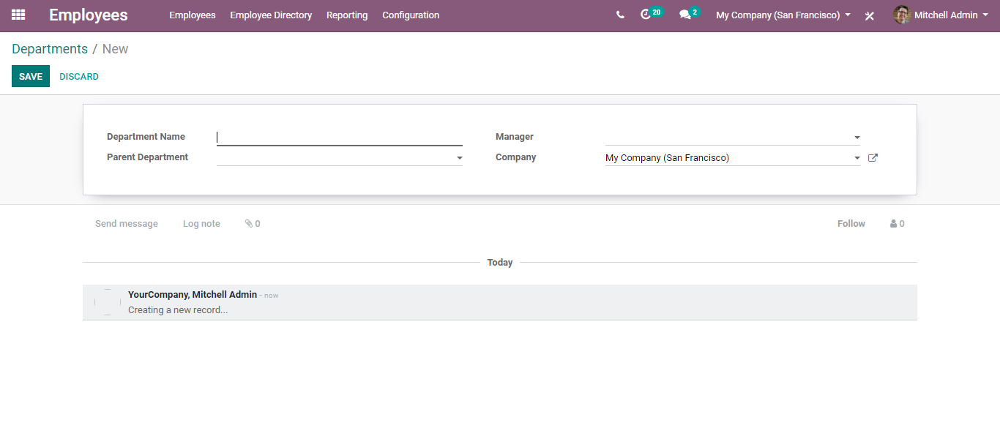 Employees Employees Employee Directory Reporting Configuration 20 2 My Company (San Francisco) Mitchell Admin
Departments / New
SAVE DISCARD
Department Name Manager
Parent Department Company My Company (San Francisco)
Send message Log note 0 Follow 0
Today
YourCompany, Mitchell Admin - now
Creating a new record...